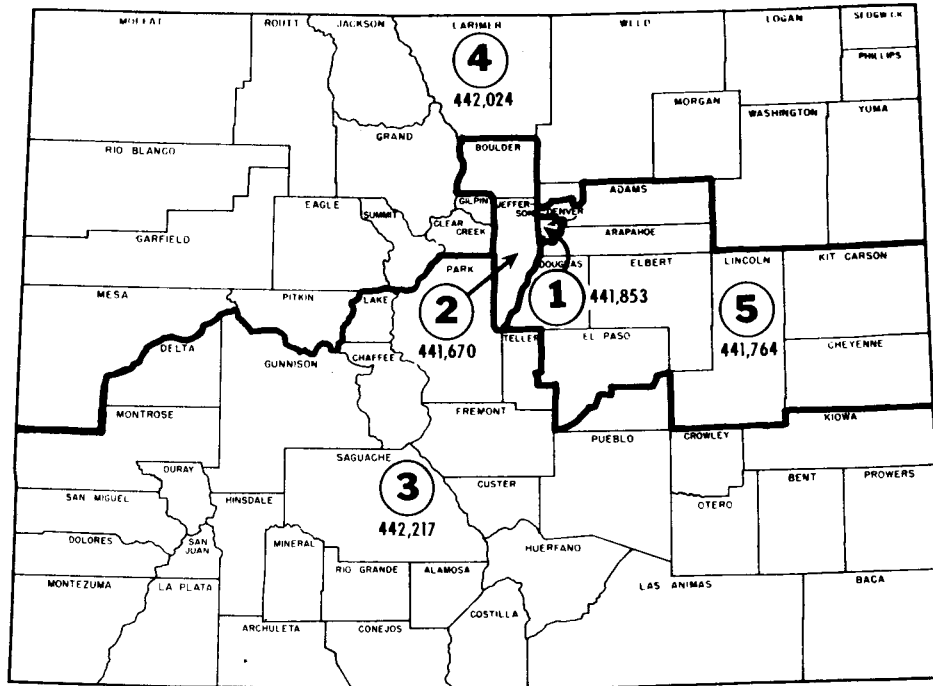 MOFFAT
ROUTT
JACKSON
LARIMER
WELD
LOGAN
SEDGWICK
PHILLIPS
4
442,024
MORGAN
WASHINGTON
YUMA
GRAND
BOULDER
RIO BLANCO
ADAMS
EAGLE
SUMMIT
GILPIN
JEFFER-
SON
DENVER
CLEAR
CREEK
ARAPAHOE
GARFIELD
DOUGLAS
ELBERT
LINCOLN
KIT CARSON
PARK
MESA
PITKIN
LAKE
2
441,670
1
441,853
5
441,764
TELLER
EL PASO
DELTA
GUNNISON
CHAFFEE
CHEYENNE
MONTROSE
FREMONT
KIOWA
PUEBLO
CROWLEY
OURAY
SAGUACHE
3
442,217
SAN MIGUEL
HINSDALE
CUSTER
OTERO
BENT
PROWERS
DOLORES
SAN
JUAN
MINERAL
HUERFANO
RIO GRANDE
ALAMOSA
MONTEZUMA
LA PLATA
LAS ANIMAS
BACA
COSTILLA
ARCHULETA
CONEJOS